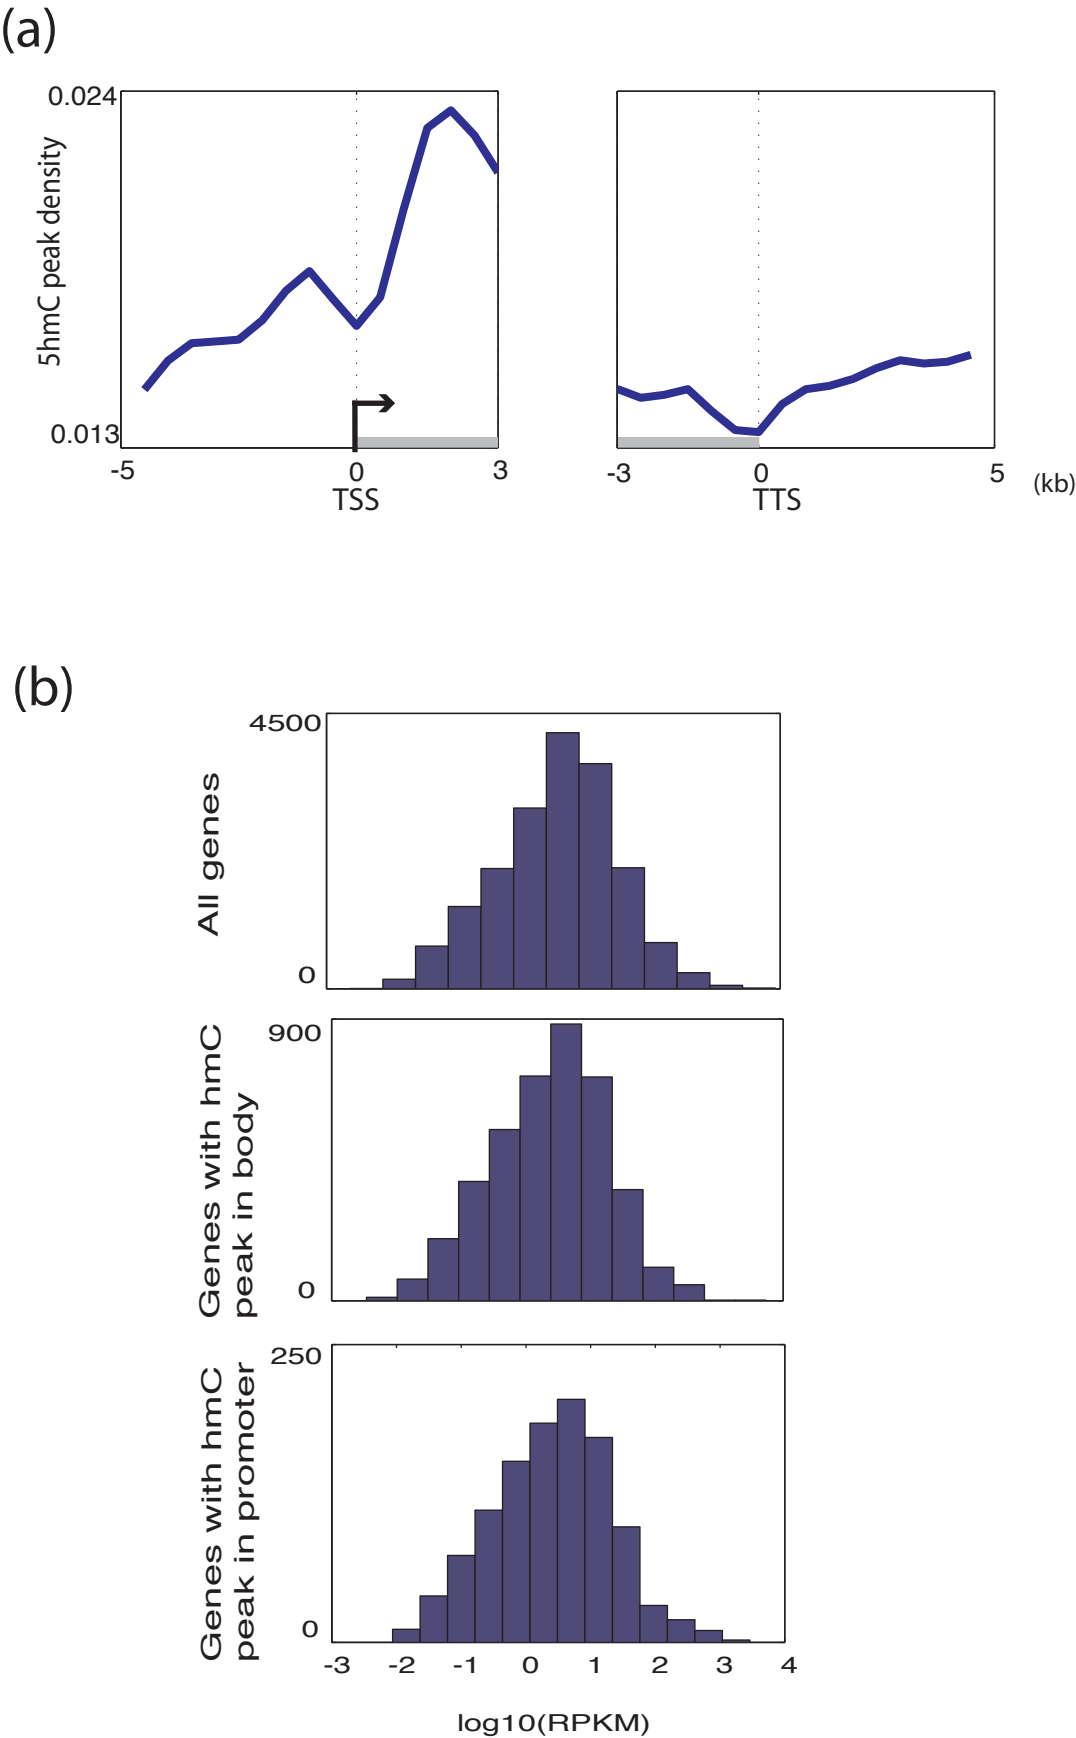 (a)
0.024
5hmC peak density
0.013
-5
0
3
TSS
-3
0
5
(kb)
TTS
(b)
4500
All genes
0
900
Genes with hmC
peak in body
0
250
Genes with hmC
peak in promoter
0
-3 -2 -1 0 1 2 3 4
log10(RPKM)